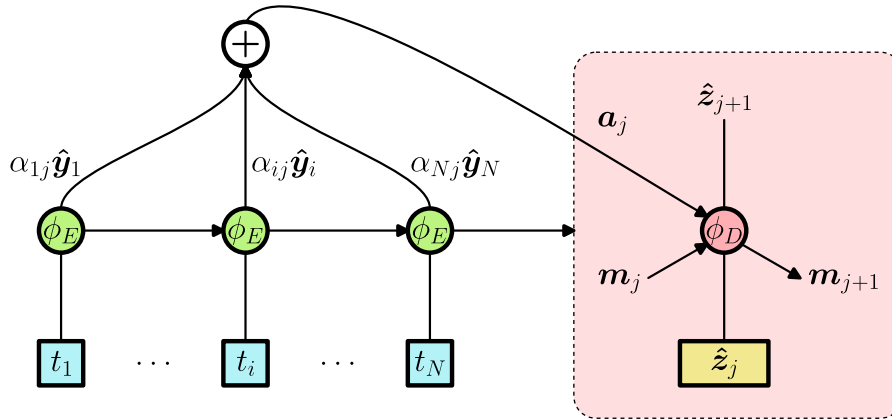 +
ẑ_{j+1}
a_j
α_{1j}ŷ_1 α_{ij}ŷ_i α_{Nj}ŷ_N
ϕ_E ϕ_E ϕ_E ϕ_D
m_j m_{j+1}
t_1 ⋯ t_i ⋯ t_N ẑ_j